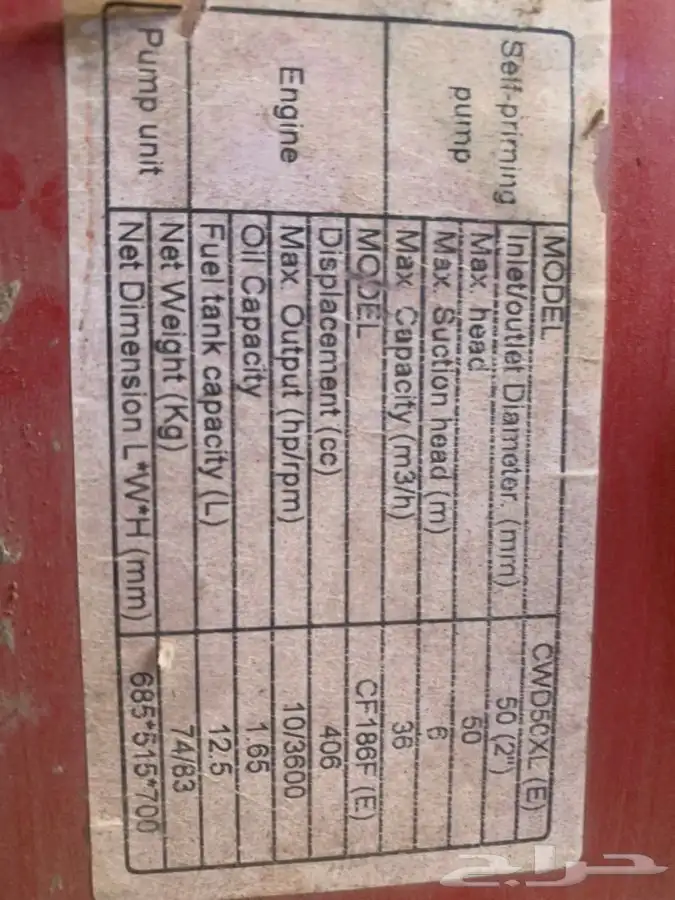 MODEL CWD50XL (E)
Self-priming pump
Inlet/outlet Diameter. (mm) 50 (2")
Max. head 50
Max. Suction head (m) 6
Max. Capacity (m3/h) 36
Engine
MODEL CF186F (E)
Displacement (cc) 406
Max. Output (hp/rpm) 10/3600
Oil Capacity 1.65
Fuel tank capacity (L) 12.5
Pump unit
Net Weight (Kg) 74/83
Net Dimension L*W*H (mm) 685*515*700
حراج